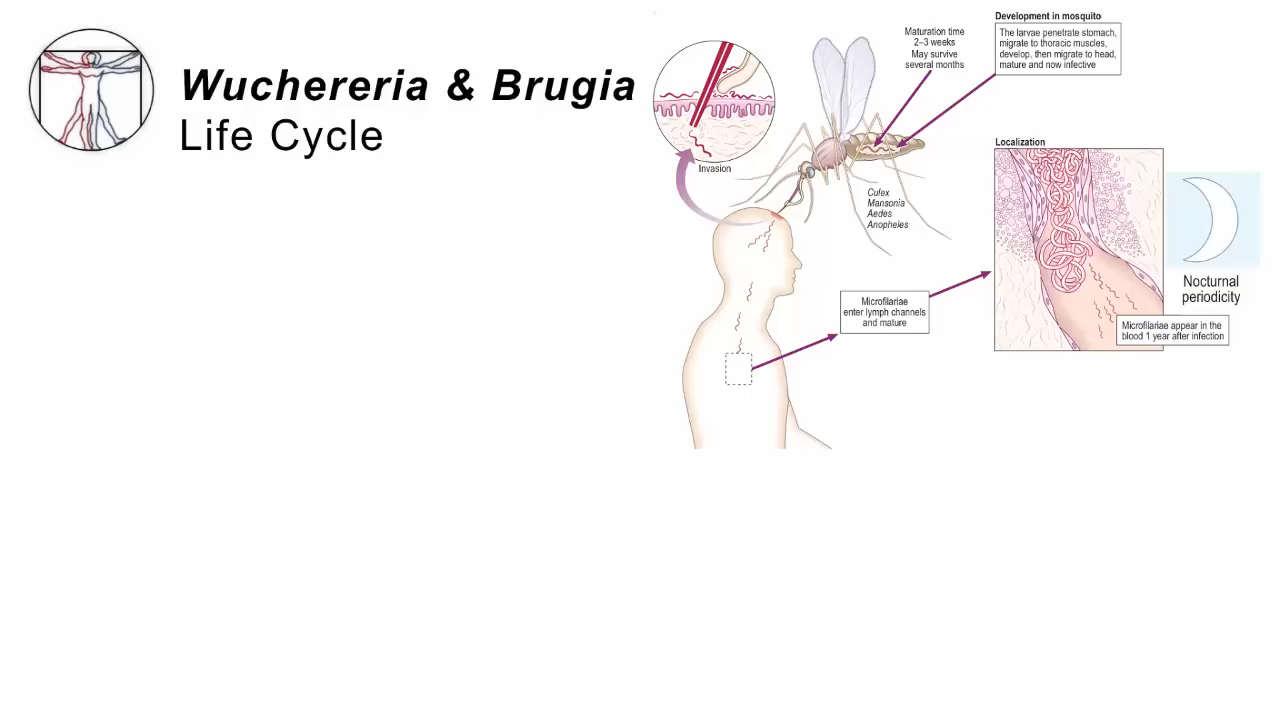 Wuchereria & Brugia
Life Cycle
Invasion
Maturation time
2–3 weeks
May survive
several months
Development in mosquito
The larvae penetrate stomach,
migrate to thoracic muscles,
develop, then migrate to head,
mature and now infective
Culex
Mansonia
Aedes
Anopheles
Microfilariae
enter lymph channels
and mature
Localization
Microfilariae appear in the
blood 1 year after infection
Nocturnal
periodicity